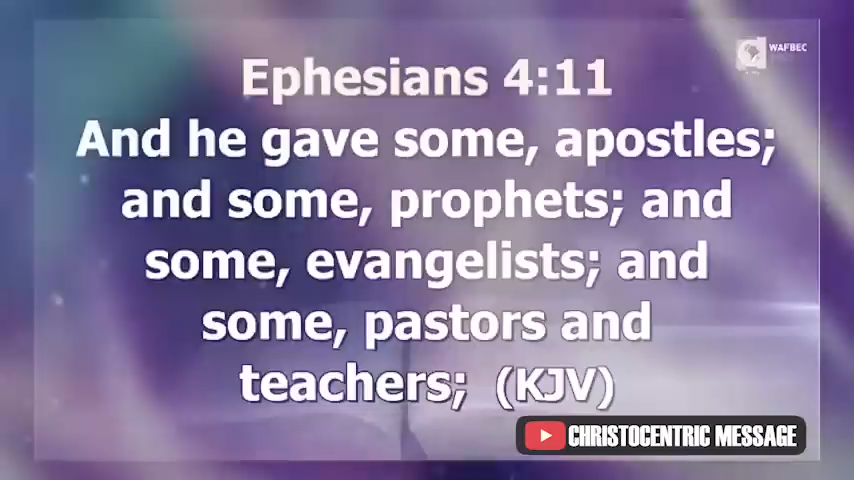 WAFBEC
Ephesians 4:11
And he gave some, apostles;
and some, prophets; and
some, evangelists; and
some, pastors and
teachers; (KJV)
CHRISTOCENTRIC MESSAGE